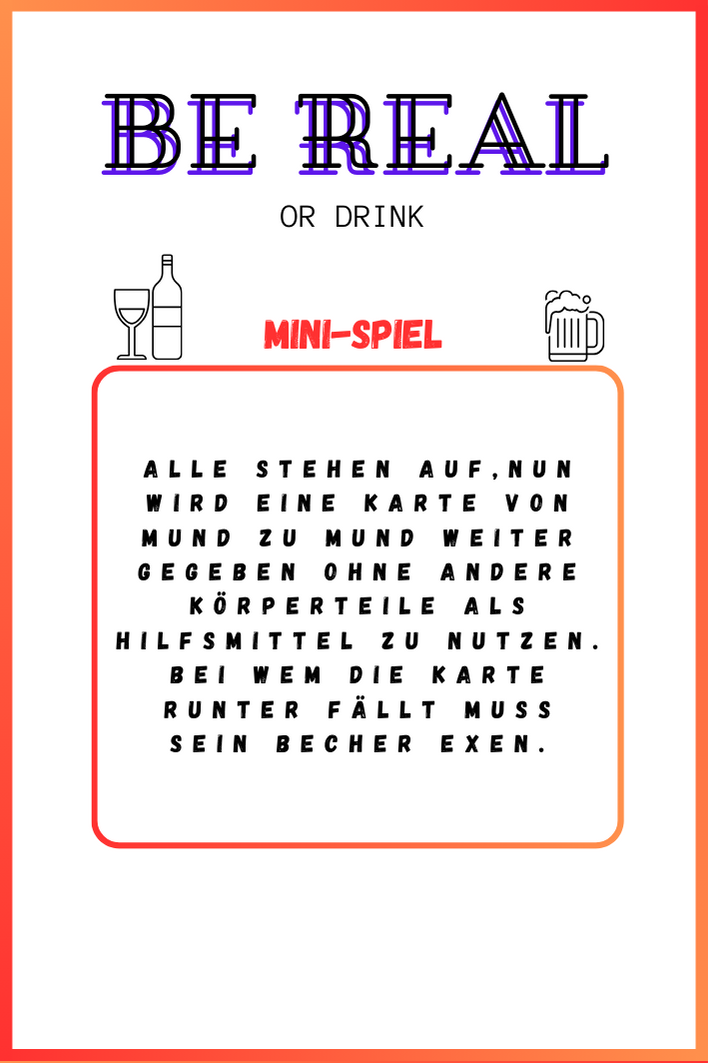 BE REAL
OR DRINK
MINI-SPIEL
ALLE STEHEN AUF,NUN
WIRD EINE KARTE VON
MUND ZU MUND WEITER
GEGEBEN OHNE ANDERE
KÖRPERTEILE ALS
HILFSMITTEL ZU NUTZEN.
BEI WEM DIE KARTE
RUNTER FÄLLT MUSS
SEIN BECHER EXEN.